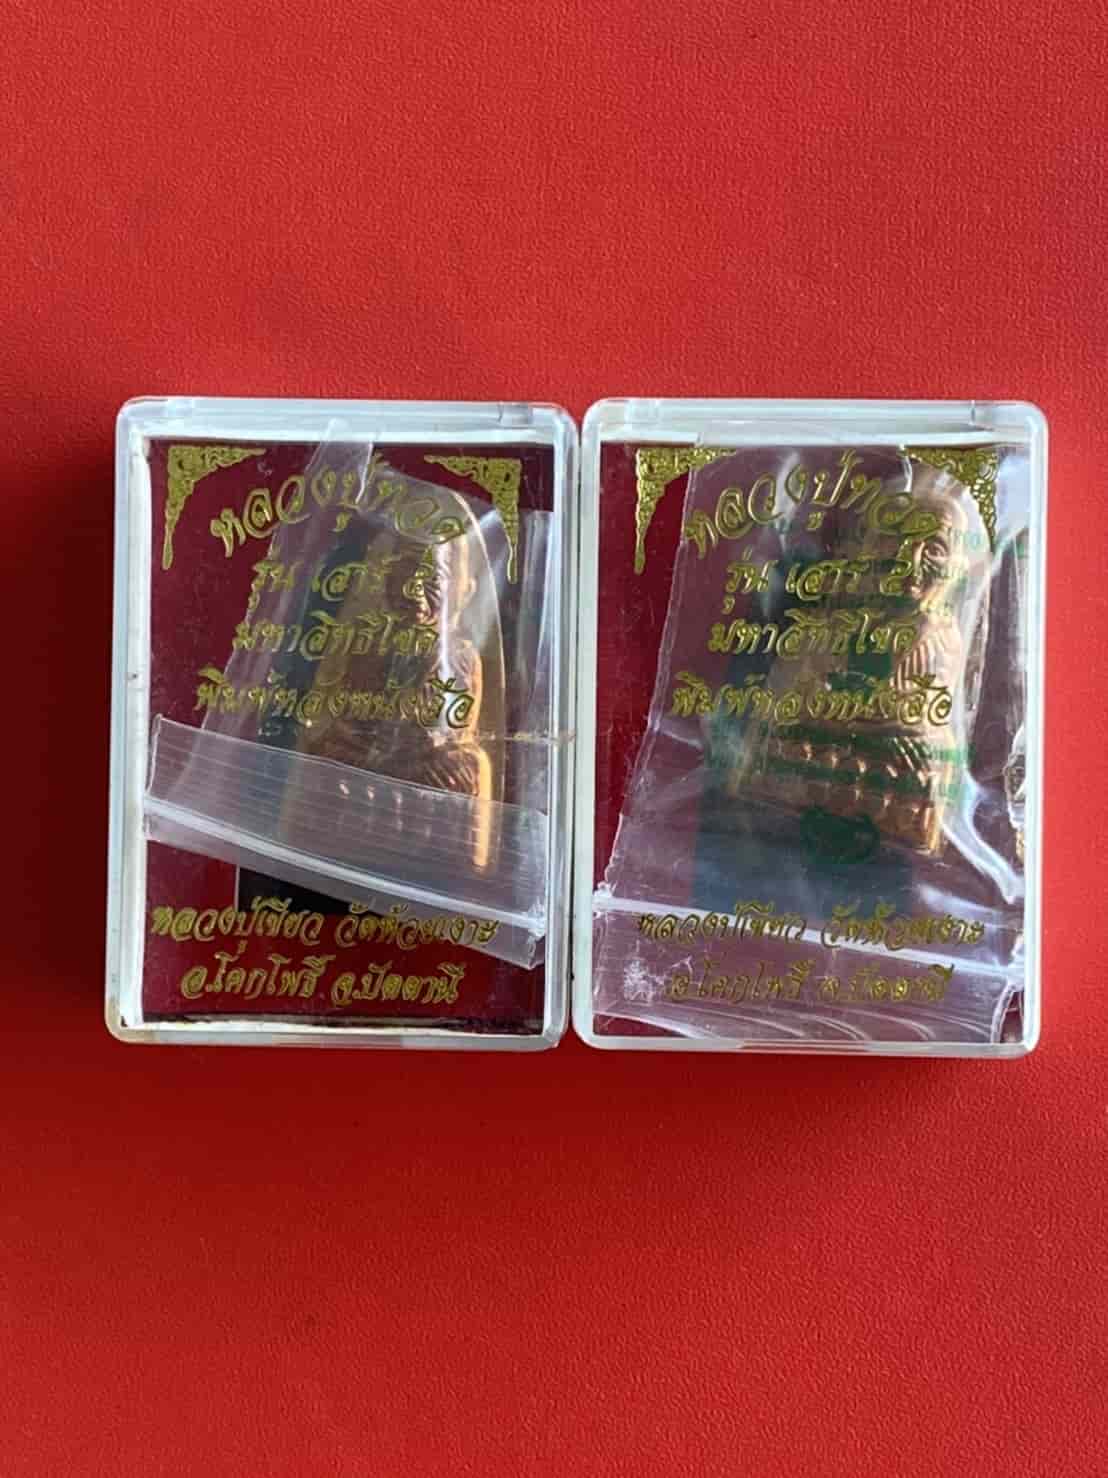 หลวงปู่ทวด
รุ่น เสาร์ ๕
มหาสิทธิโชค
พิมพ์หลังหนังสือ
หลวงปู่เขียว วัดห้วยเงาะ
อ.โคกโพธิ์ จ.ปัตตานี
หลวงปู่ทวด
รุ่น เสาร์ ๕
มหาสิทธิโชค
พิมพ์หลังหนังสือ
หลวงปู่เขียว วัดห้วยเงาะ
อ.โคกโพธิ์ จ.ปัตตานี